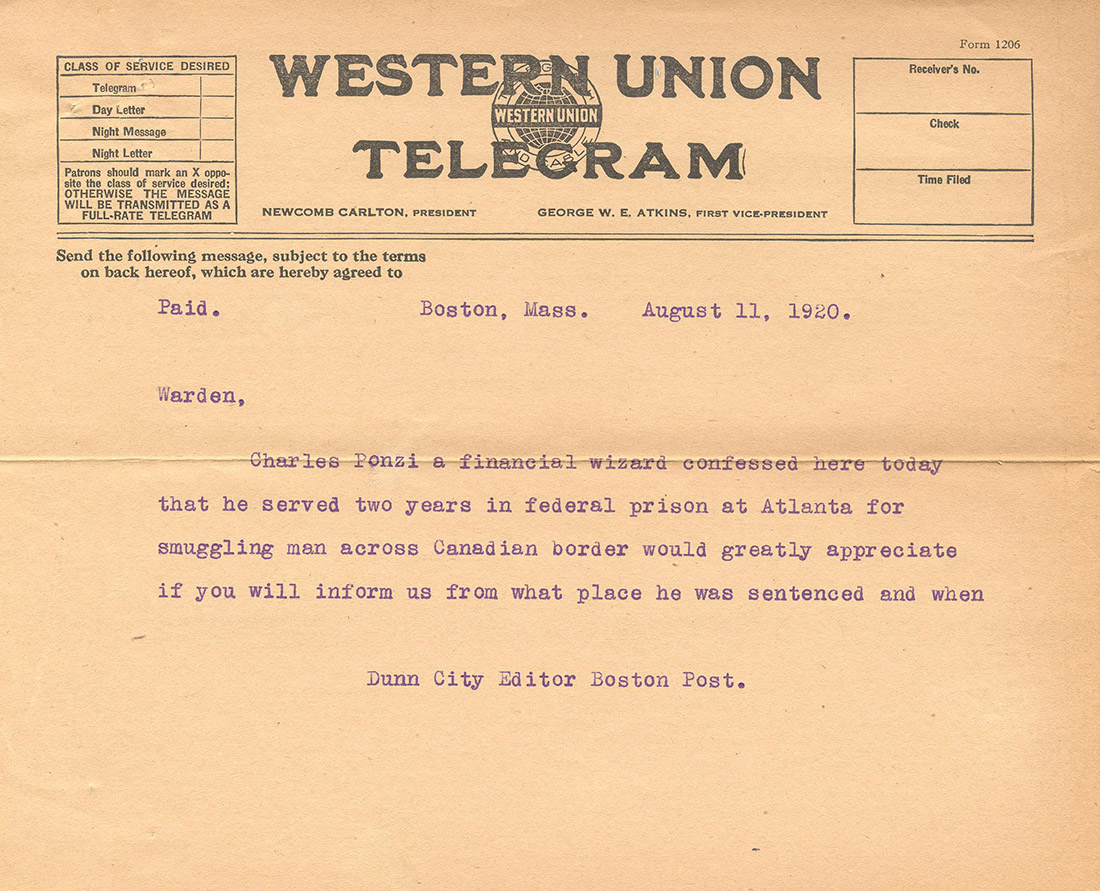 Form 1206
CLASS OF SERVICE DESIRED
Telegram
Day Letter
Night Message
Night Letter
Patrons should mark an X oppo-
site the class of service desired:
OTHERWISE THE MESSAGE
WILL BE TRANSMITTED AS A
FULL-RATE TELEGRAM
WESTERN UNION
WESTERN UNION
TELEGRAM
NEWCOMB CARLTON, PRESIDENT
GEORGE W. E. ATKINS, FIRST VICE-PRESIDENT
Receiver's No.
Check
Time Filed
Send the following message, subject to the terms
on back hereof, which are hereby agreed to
Paid. Boston, Mass. August 11, 1920.
Warden,
Charles Ponzi a financial wizard confessed here today
that he served two years in federal prison at Atlanta for
smuggling man across Canadian border would greatly appreciate
if you will inform us from what place he was sentenced and when
Dunn City Editor Boston Post.